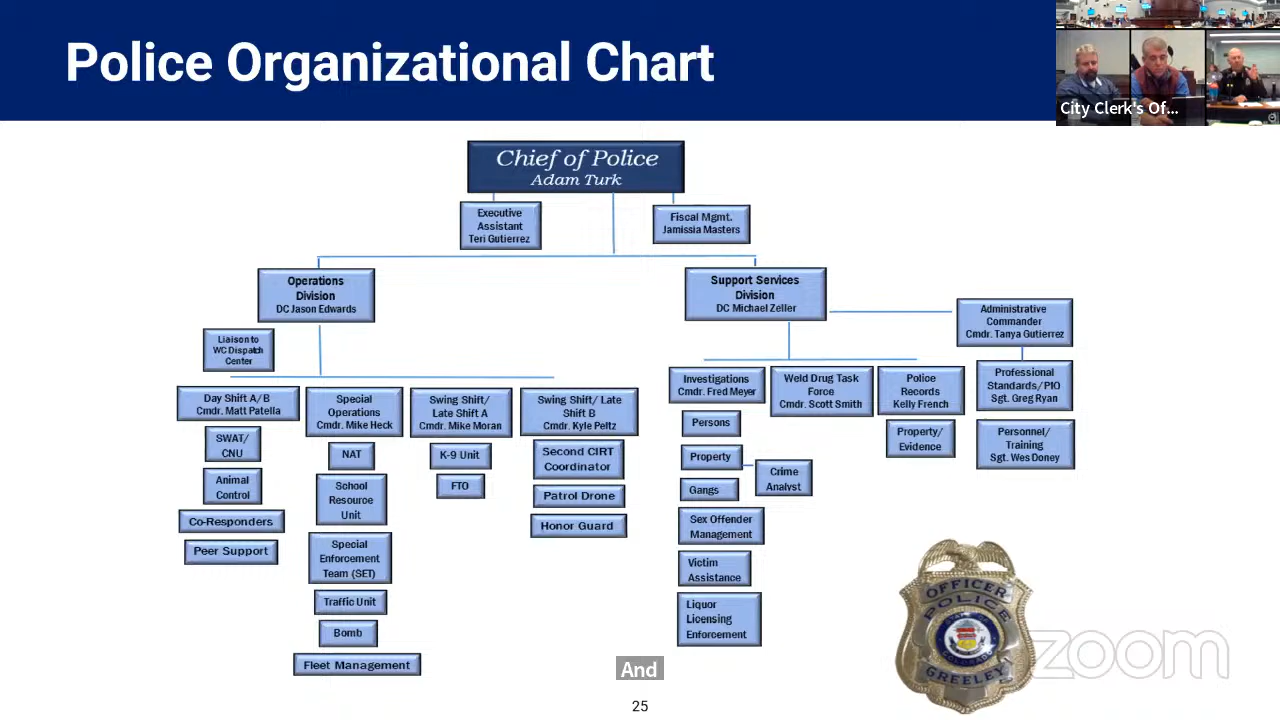 Police Organizational Chart
City Clerk's Of...
Chief of Police
Adam Turk
Executive
Assistant
Teri Gutierrez
Fiscal Mgmt.
Jamissia Masters
Operations
Division
DC Jason Edwards
Support Services
Division
DC Michael Zeller
Administrative
Commander
Cmdr. Tanya Gutierrez
Liaison to
WC Dispatch
Center
Day Shift A/B
Cmdr. Matt Patella
Special
Operations
Cmdr. Mike Heck
Swing Shift/
Late Shift A
Cmdr. Mike Moran
Swing Shift/ Late
Shift B
Cmdr. Kyle Peltz
Investigations
Cmdr. Fred Meyer
Weld Drug Task
Force
Cmdr. Scott Smith
Police
Records
Kelly French
Professional
Standards/PIO
Sgt. Greg Ryan
SWAT/
CNU
Animal
Control
Co-Responders
Peer Support
NAT
School
Resource
Unit
Special
Enforcement
Team (SET)
Traffic Unit
Bomb
Fleet Management
K-9 Unit
FTO
Second CIRT
Coordinator
Patrol Drone
Honor Guard
Persons
Property
Crime
Analyst
Gangs
Sex Offender
Management
Victim
Assistance
Liquor
Licensing
Enforcement
Property/
Evidence
Personnel/
Training
Sgt. Wes Doney
OFFICER
POLICE
STATE OF
COLORADO
GREELEY
zoom
And
25